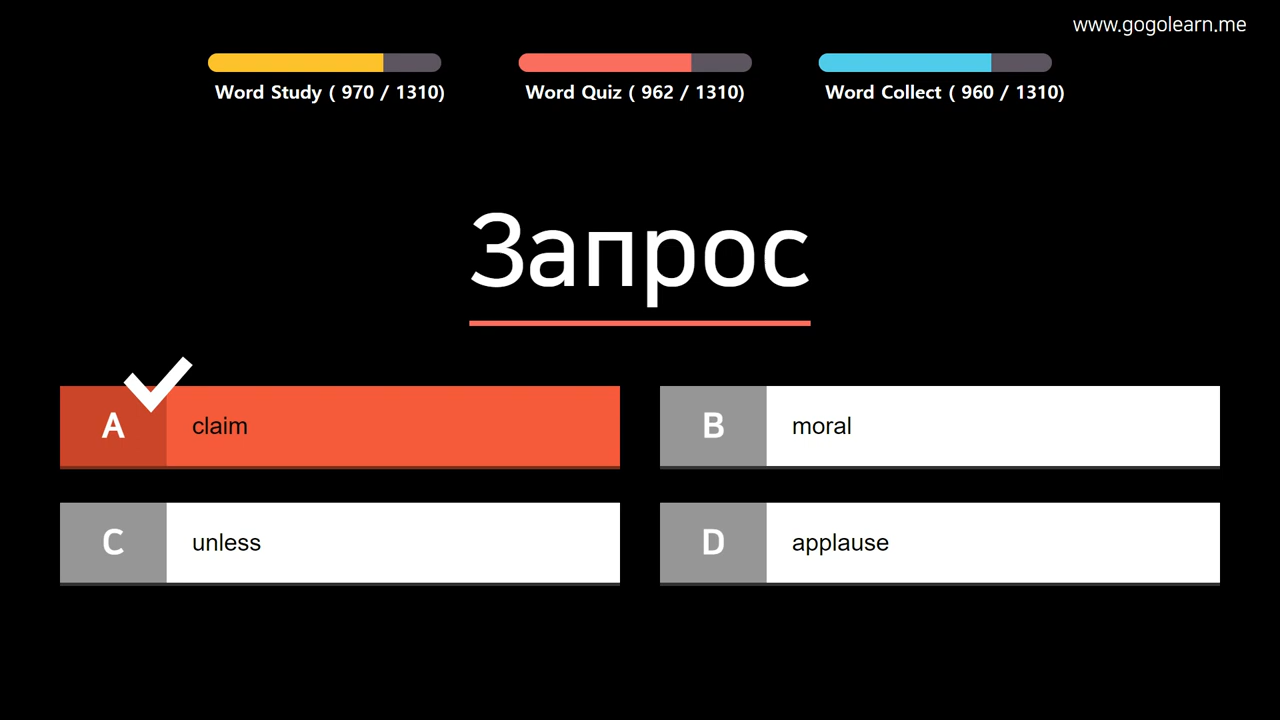 www.gogolearn.me
Word Study ( 970 / 1310)
Word Quiz ( 962 / 1310)
Word Collect ( 960 / 1310)
Запрос
A claim
B moral
C unless
D applause